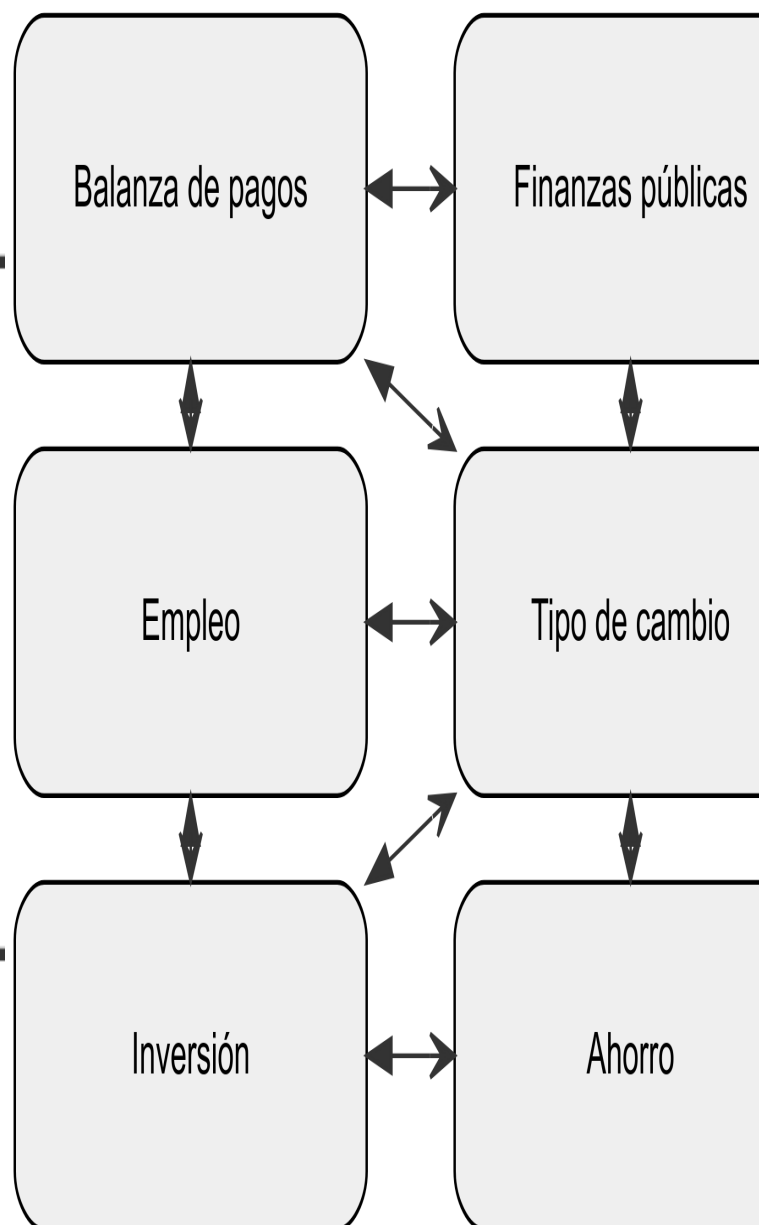 Balanza de pagos
Finanzas públicas
Empleo
Tipo de cambio
Inversión
Ahorro